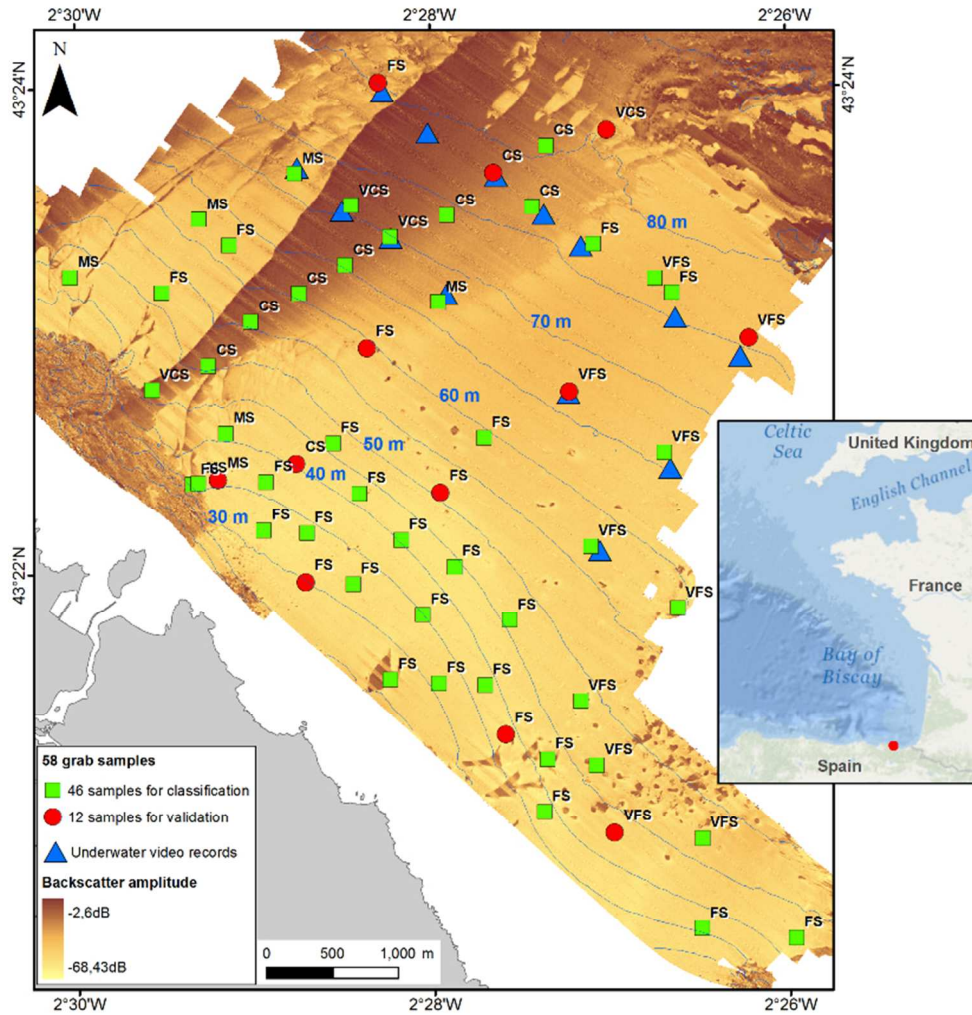 2°30'W 2°28'W 2°26'W
N
43°24'N
43°24'N
FS
VCS
CS
CS
MS
VCS
CS
CS
MS
FS
VCS
FS
80 m
CS
MS
FS
CS
MS
VFS
FS
CS
70 m
VFS
FS
CS
VCS
VFS
60 m
MS
FS
50 m
FS
VFS
CS
40 m
MS
FS
FS
FS
30 m
FS
FS
FS
VFS
FS
43°22'N
FS
FS
VFS
FS
FS
FS
FS
FS
VFS
FS
FS
VFS
FS
VFS
VFS
FS
FS
Celtic
Sea
United Kingdom
English Channel
France
Bay of
Biscay
Spain
58 grab samples
46 samples for classification
12 samples for validation
Underwater video records
Backscatter amplitude
-2,6dB
-68,43dB
0 500 1,000 m
2°30'W 2°28'W 2°26'W